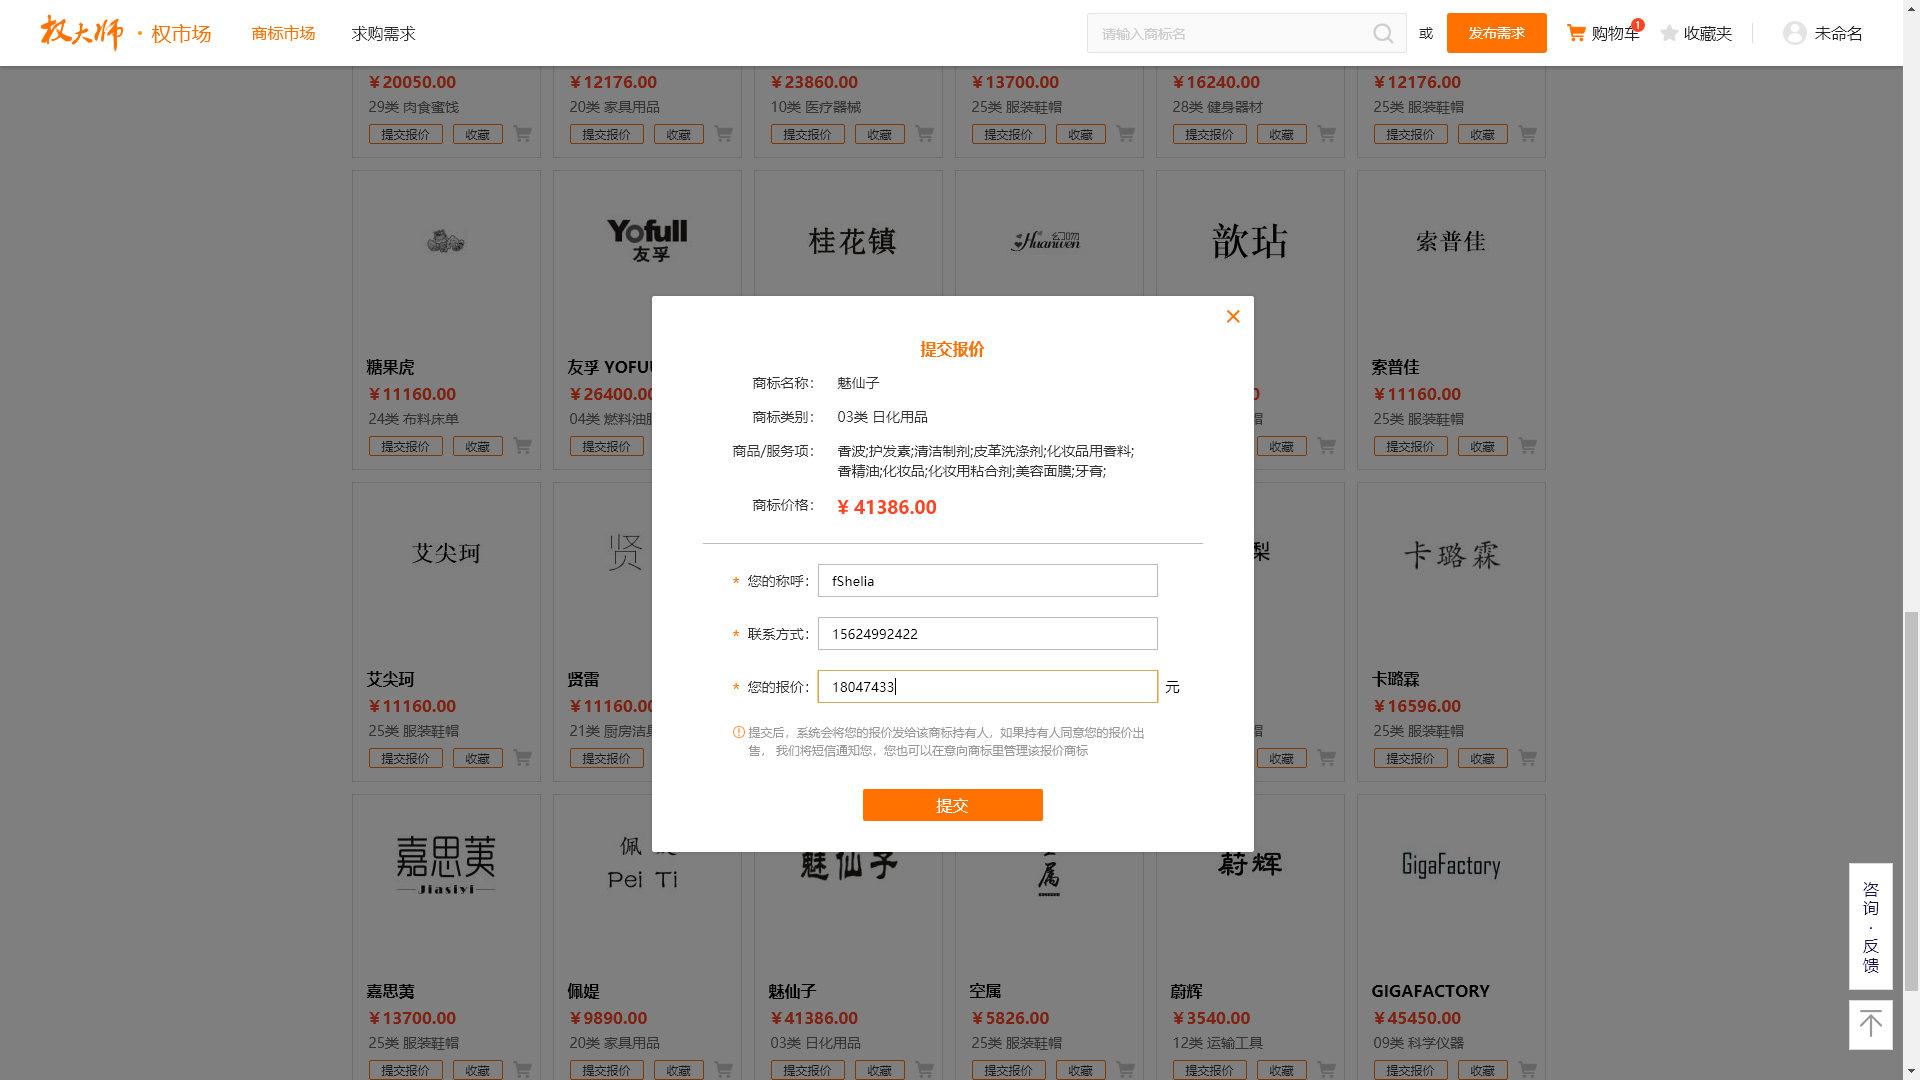 权大师 · 权市场 商标市场 求购需求 请输入商标名 或 发布需求 购物车 1 收藏夹 未命名
￥20050.00 ￥12176.00 ￥23860.00 ￥13700.00 ￥16240.00 ￥12176.00
29类 肉食蜜饯 20类 家具用品 10类 医疗器械 25类 服装鞋帽 28类 健身器材 25类 服装鞋帽
提交报价 收藏 提交报价 收藏 提交报价 收藏 提交报价 收藏 提交报价 收藏 提交报价 收藏
Yofull 友孚 桂花镇 Huanwen 幻吻 歆玷 索普佳
糖果虎 友孚 YOFU 索普佳
￥11160.00 ￥26400.00 0 ￥11160.00
24类 布料床单 04类 燃料油脂 帽 25类 服装鞋帽
提交报价 收藏 提交报价 收藏 提交报价 收藏
提交报价
商标名称： 魅仙子
商标类别： 03类 日化用品
商品/服务项： 香波;护发素;清洁制剂;皮革洗涤剂;化妆品用香料;
香精油;化妆品;化妆用粘合剂;美容面膜;牙膏;
商标价格： ¥ 41386.00
* 您的称呼： fShelia
* 联系方式： 15624992422
* 您的报价： 18047433 元
提交后，系统会将您的报价发给该商标持有人，如果持有人同意您的报价出
售， 我们将短信通知您，您也可以在意向商标里管理该报价商标
提交
艾尖珂 贤 梨 卡璐霖
艾尖珂 贤雷 卡璐霖
￥11160.00 ￥11160.00 ￥16596.00
25类 服装鞋帽 21类 厨房洁具 帽 25类 服装鞋帽
提交报价 收藏 提交报价 收藏 提交报价 收藏
嘉思荑 Jiasiyi 佩媞 Pei Ti 魅仙子 空属 蔚辉 GigaFactory
嘉思荑 佩媞 魅仙子 空属 蔚辉 GIGAFACTORY
￥13700.00 ￥9890.00 ￥41386.00 ￥5826.00 ￥3540.00 ￥45450.00
25类 服装鞋帽 20类 家具用品 03类 日化用品 25类 服装鞋帽 12类 运输工具 09类 科学仪器
提交报价 收藏 提交报价 收藏 提交报价 收藏 提交报价 收藏 提交报价 收藏 提交报价 收藏
咨询·反馈